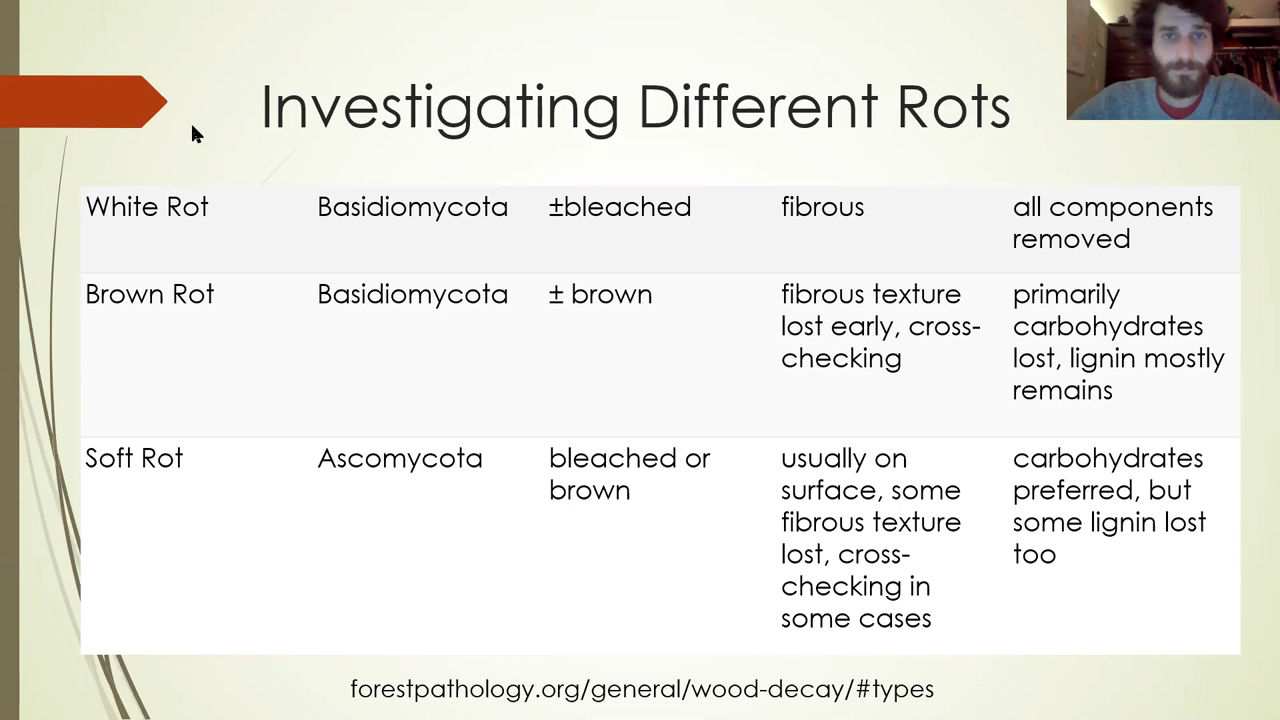 Investigating Different Rots
White Rot
Basidiomycota
±bleached
fibrous
all components
removed
Brown Rot
Basidiomycota
± brown
fibrous texture
lost early, cross-
checking
primarily
carbohydrates
lost, lignin mostly
remains
Soft Rot
Ascomycota
bleached or
brown
usually on
surface, some
fibrous texture
lost, cross-
checking in
some cases
carbohydrates
preferred, but
some lignin lost
too
forestpathology.org/general/wood-decay/#types